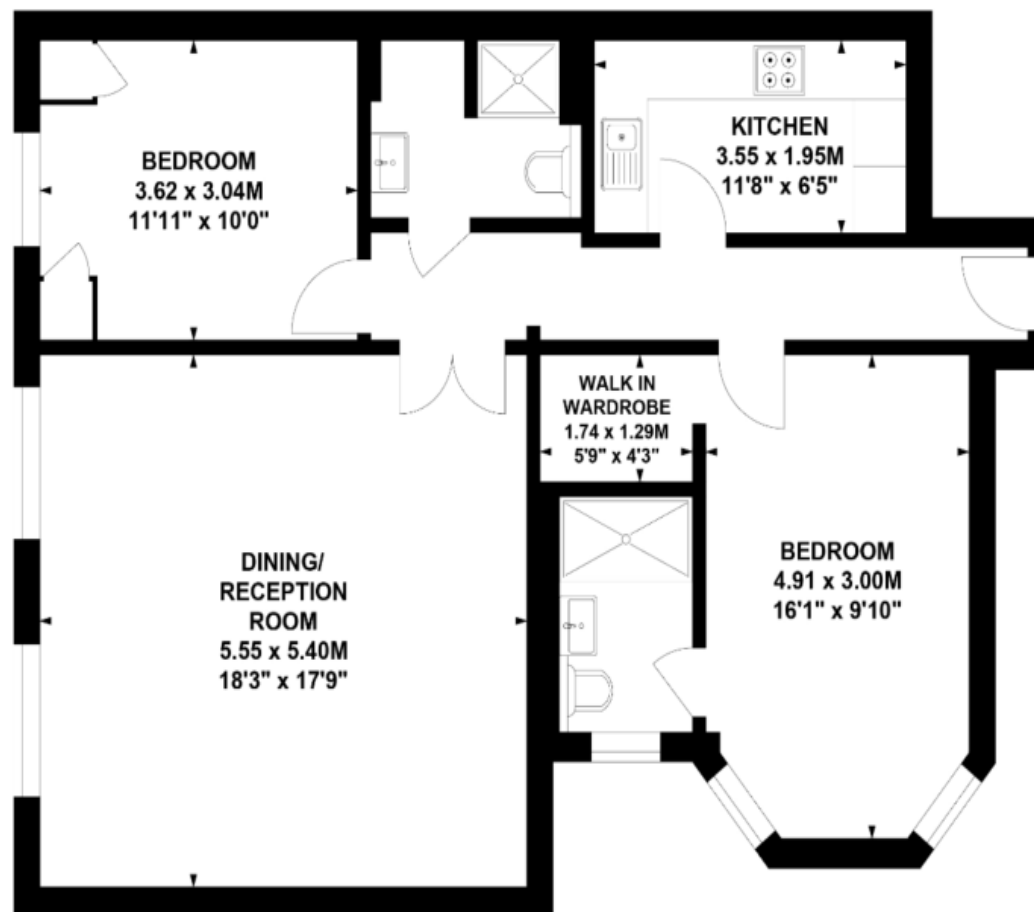 BEDROOM
3.62 x 3.04M
11'11" x 10'0"
KITCHEN
3.55 x 1.95M
11'8" x 6'5"
WALK IN
WARDROBE
1.74 x 1.29M
5'9" x 4'3"
DINING/
RECEPTION
ROOM
5.55 x 5.40M
18'3" x 17'9"
BEDROOM
4.91 x 3.00M
16'1" x 9'10"